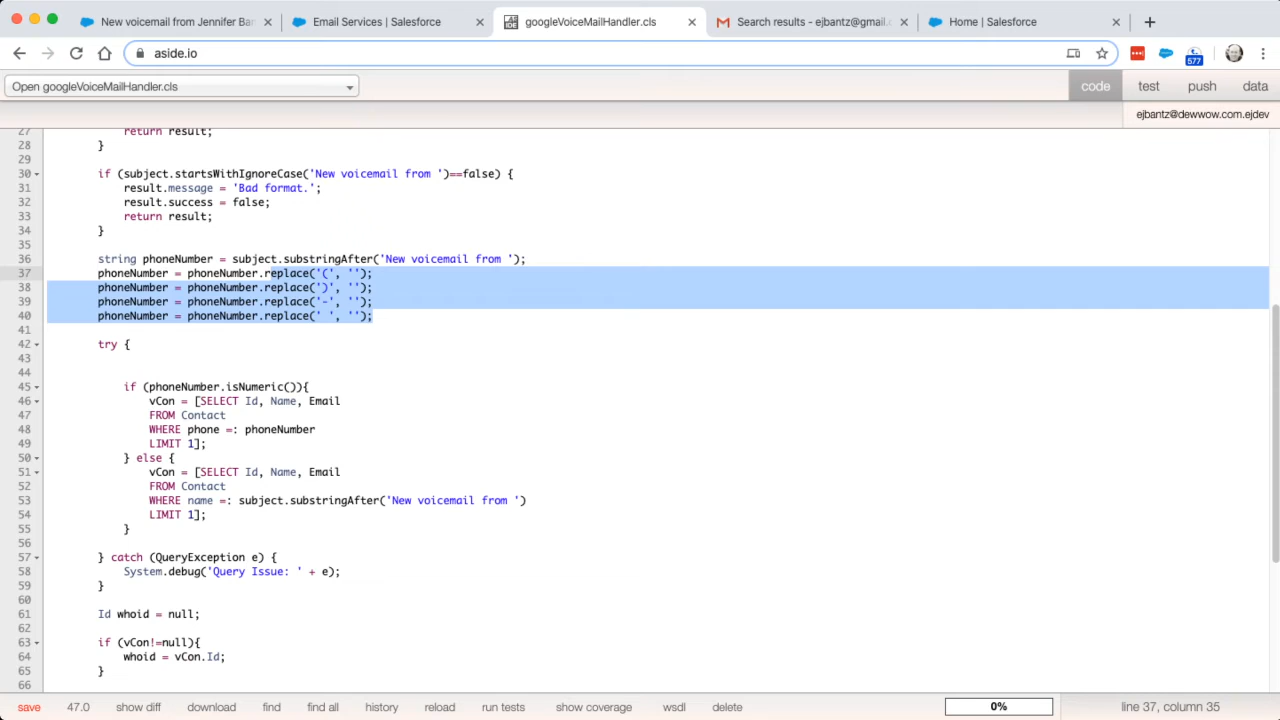 New voicemail from Jennifer Ban
Email Services | Salesforce
googleVoiceMailHandler.cls
Search results - ejbantz@gmail.c
Home | Salesforce
aside.io
577
Open googleVoiceMailHandler.cls
code
test
push
data
ejbantz@dewwow.com.ejdev
27 return result;
28 }
29
30 if (subject.startsWithIgnoreCase('New voicemail from ')==false) {
31 result.message = 'Bad format.';
32 result.success = false;
33 return result;
34 }
35
36 string phoneNumber = subject.substringAfter('New voicemail from ');
37 phoneNumber = phoneNumber.replace('(', '');
38 phoneNumber = phoneNumber.replace(')', '');
39 phoneNumber = phoneNumber.replace('-', '');
40 phoneNumber = phoneNumber.replace(' ', '');
41
42 try {
43
44
45 if (phoneNumber.isNumeric()){
46 vCon = [SELECT Id, Name, Email
47 FROM Contact
48 WHERE phone =: phoneNumber
49 LIMIT 1];
50 } else {
51 vCon = [SELECT Id, Name, Email
52 FROM Contact
53 WHERE name =: subject.substringAfter('New voicemail from ')
54 LIMIT 1];
55 }
56
57 } catch (QueryException e) {
58 System.debug('Query Issue: ' + e);
59 }
60
61 Id whoid = null;
62
63 if (vCon!=null){
64 whoid = vCon.Id;
65 }
66
save 47.0 show diff download find find all history reload run tests show coverage wsdl delete 0% line 37, column 35